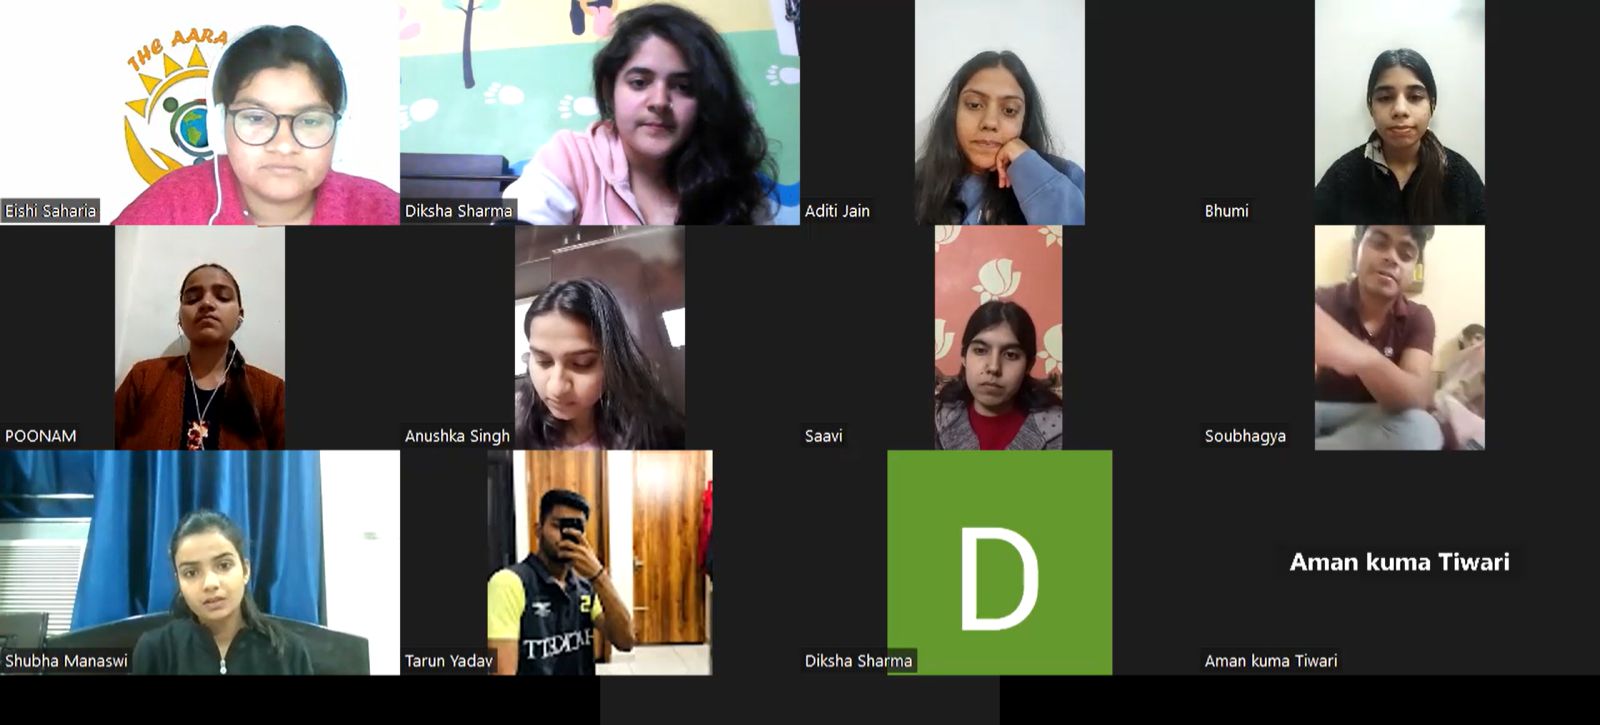 THE AARA
Eishi Saharia
Diksha Sharma
Aditi Jain
Bhumi
POONAM
Anushka Singh
Saavi
Soubhagya
Shubha Manaswi
Tarun Yadav
D
Diksha Sharma
Aman kuma Tiwari
Aman kuma Tiwari